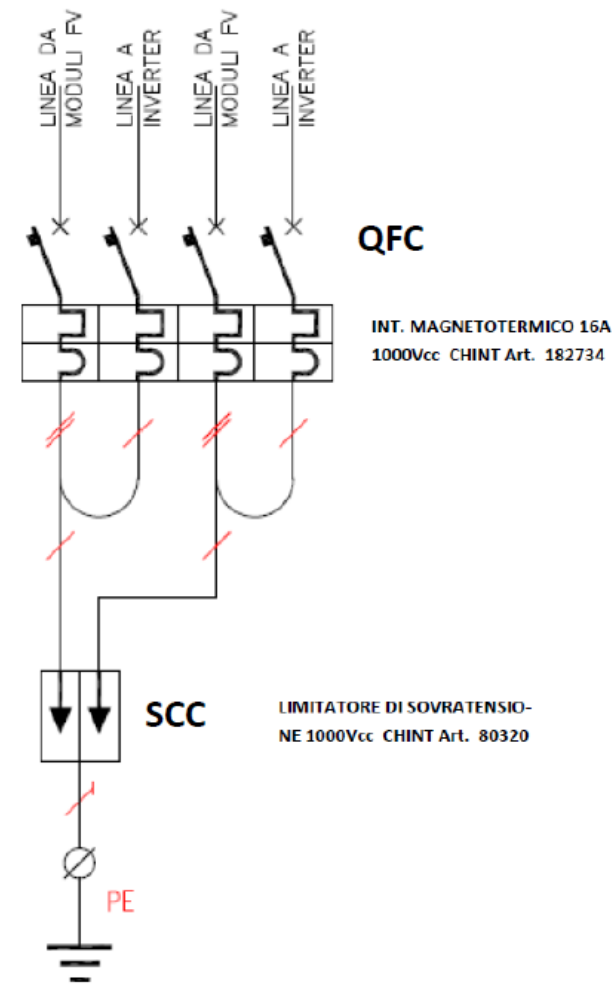 LINEA DA
MODULI FV
LINEA A
INVERTER
LINEA DA
MODULI FV
LINEA A
INVERTER
QFC
INT. MAGNETOTERMICO 16A
1000Vcc CHINT Art. 182734
SCC
LIMITATORE DI SOVRATENSIO-
NE 1000Vcc CHINT Art. 80320
PE